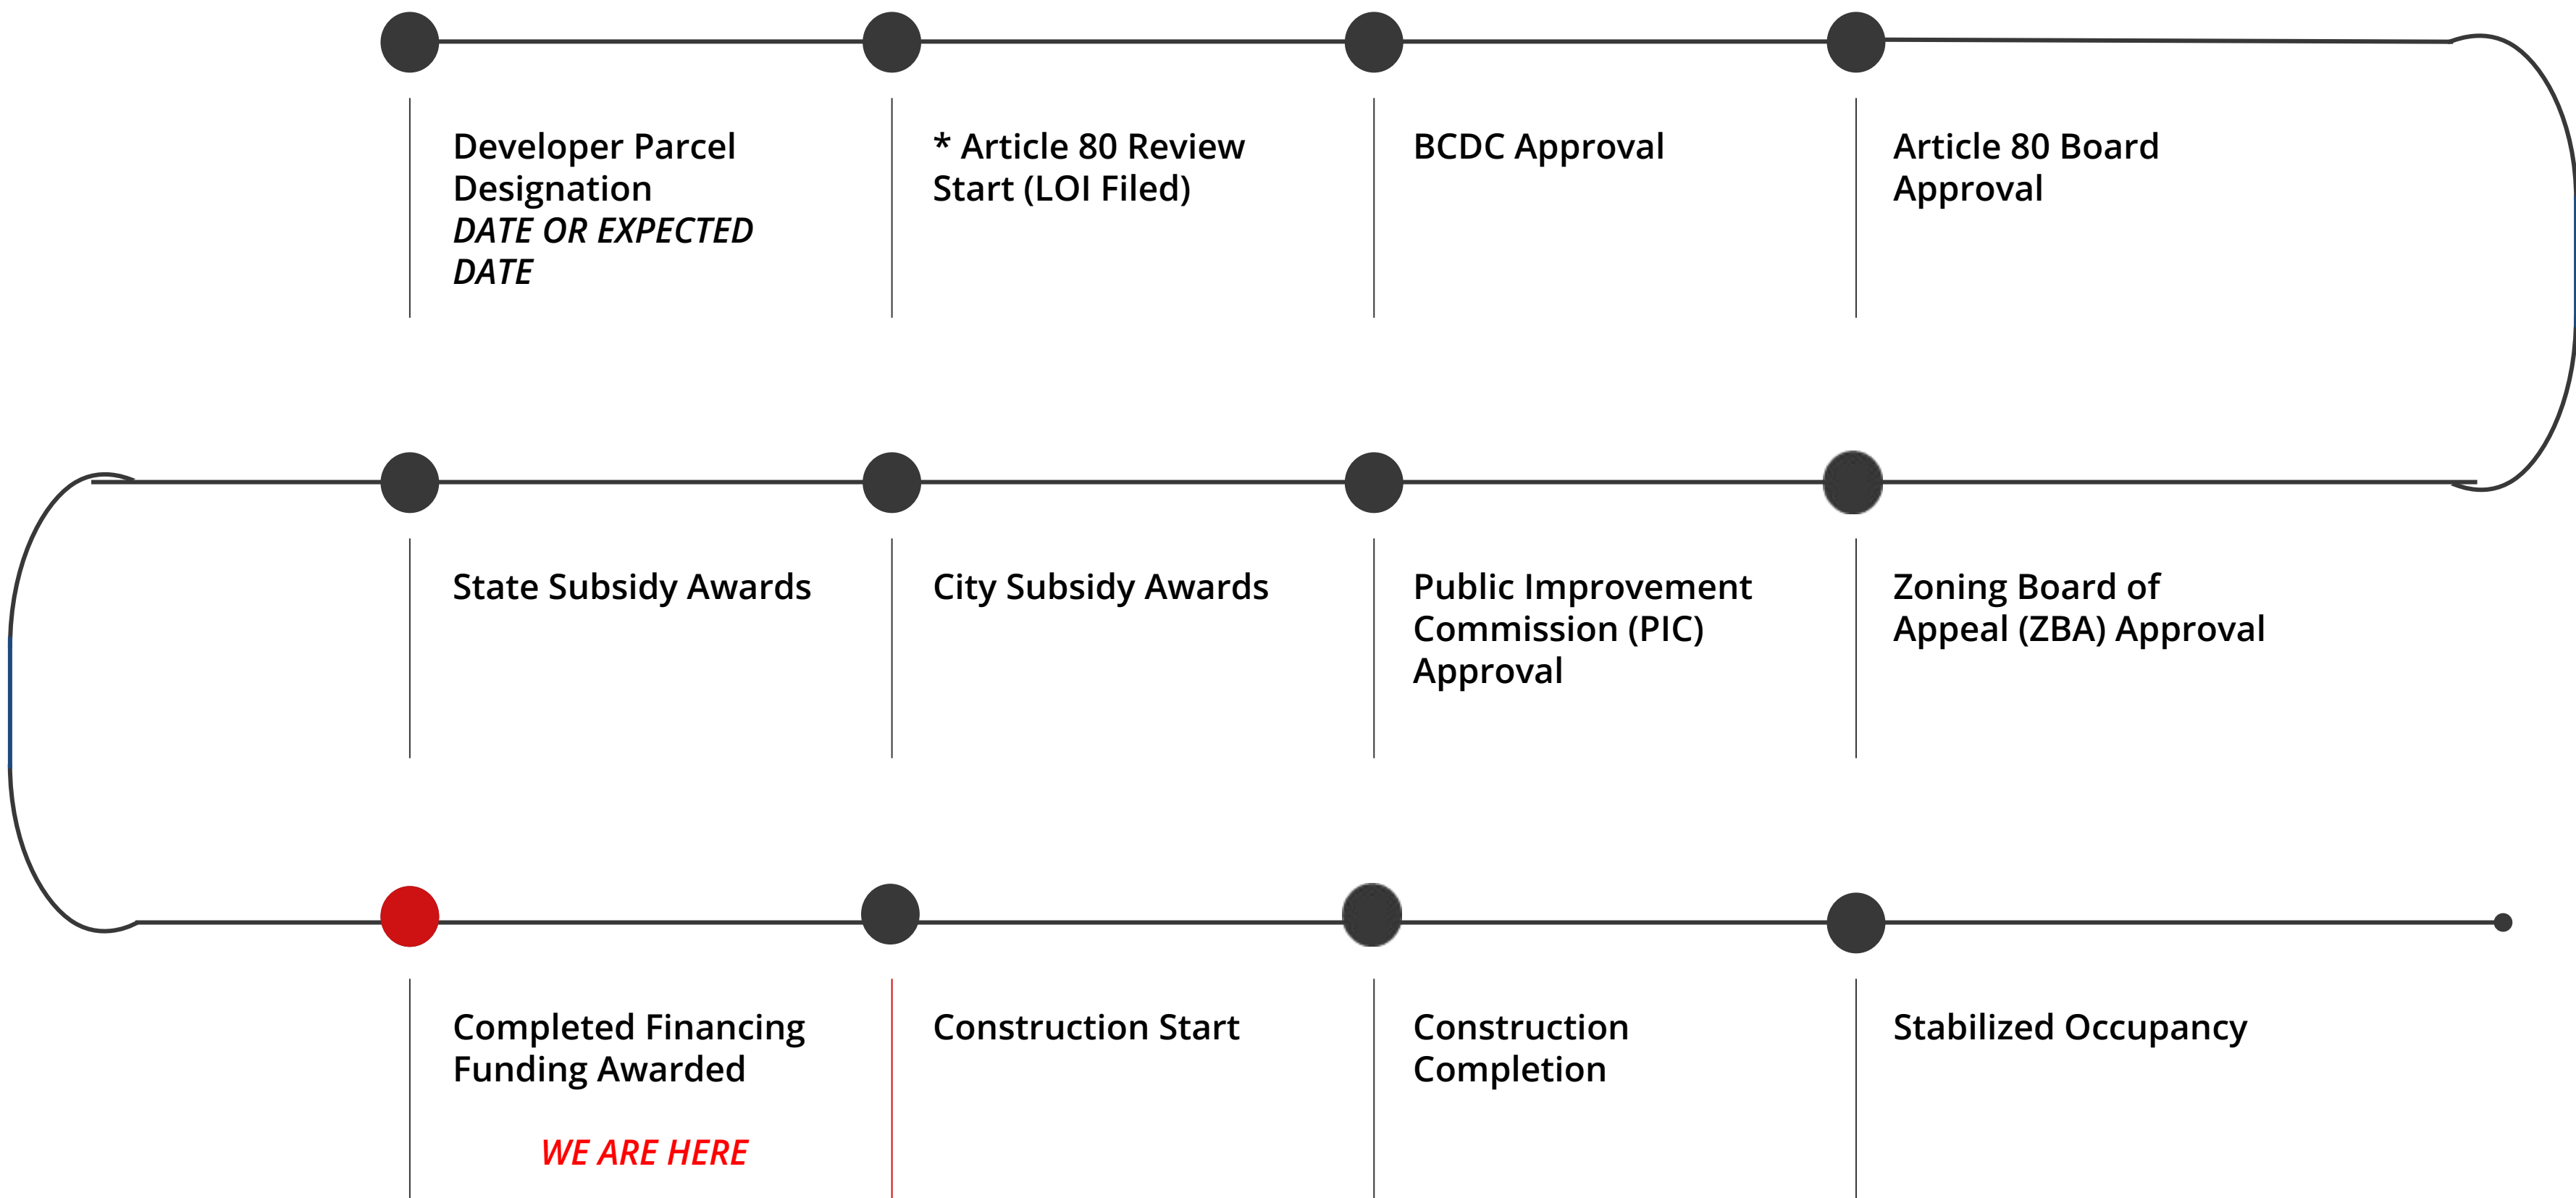 Developer Parcel
Designation
DATE OR EXPECTED
DATE
* Article 80 Review
Start (LOI Filed)
BCDC Approval
Article 80 Board
Approval
State Subsidy Awards
City Subsidy Awards
Public Improvement
Commission (PIC)
Approval
Zoning Board of
Appeal (ZBA) Approval
Completed Financing
Funding Awarded
WE ARE HERE
Construction Start
Construction
Completion
Stabilized Occupancy